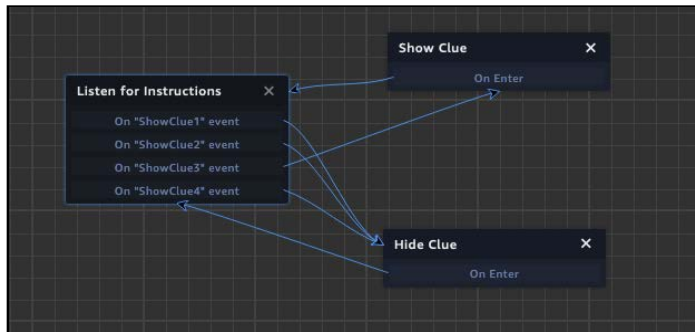 Show Clue
On Enter
Listen for Instructions
On "ShowClue1" event
On "ShowClue2" event
On "ShowClue3" event
On "ShowClue4" event
Hide Clue
On Enter